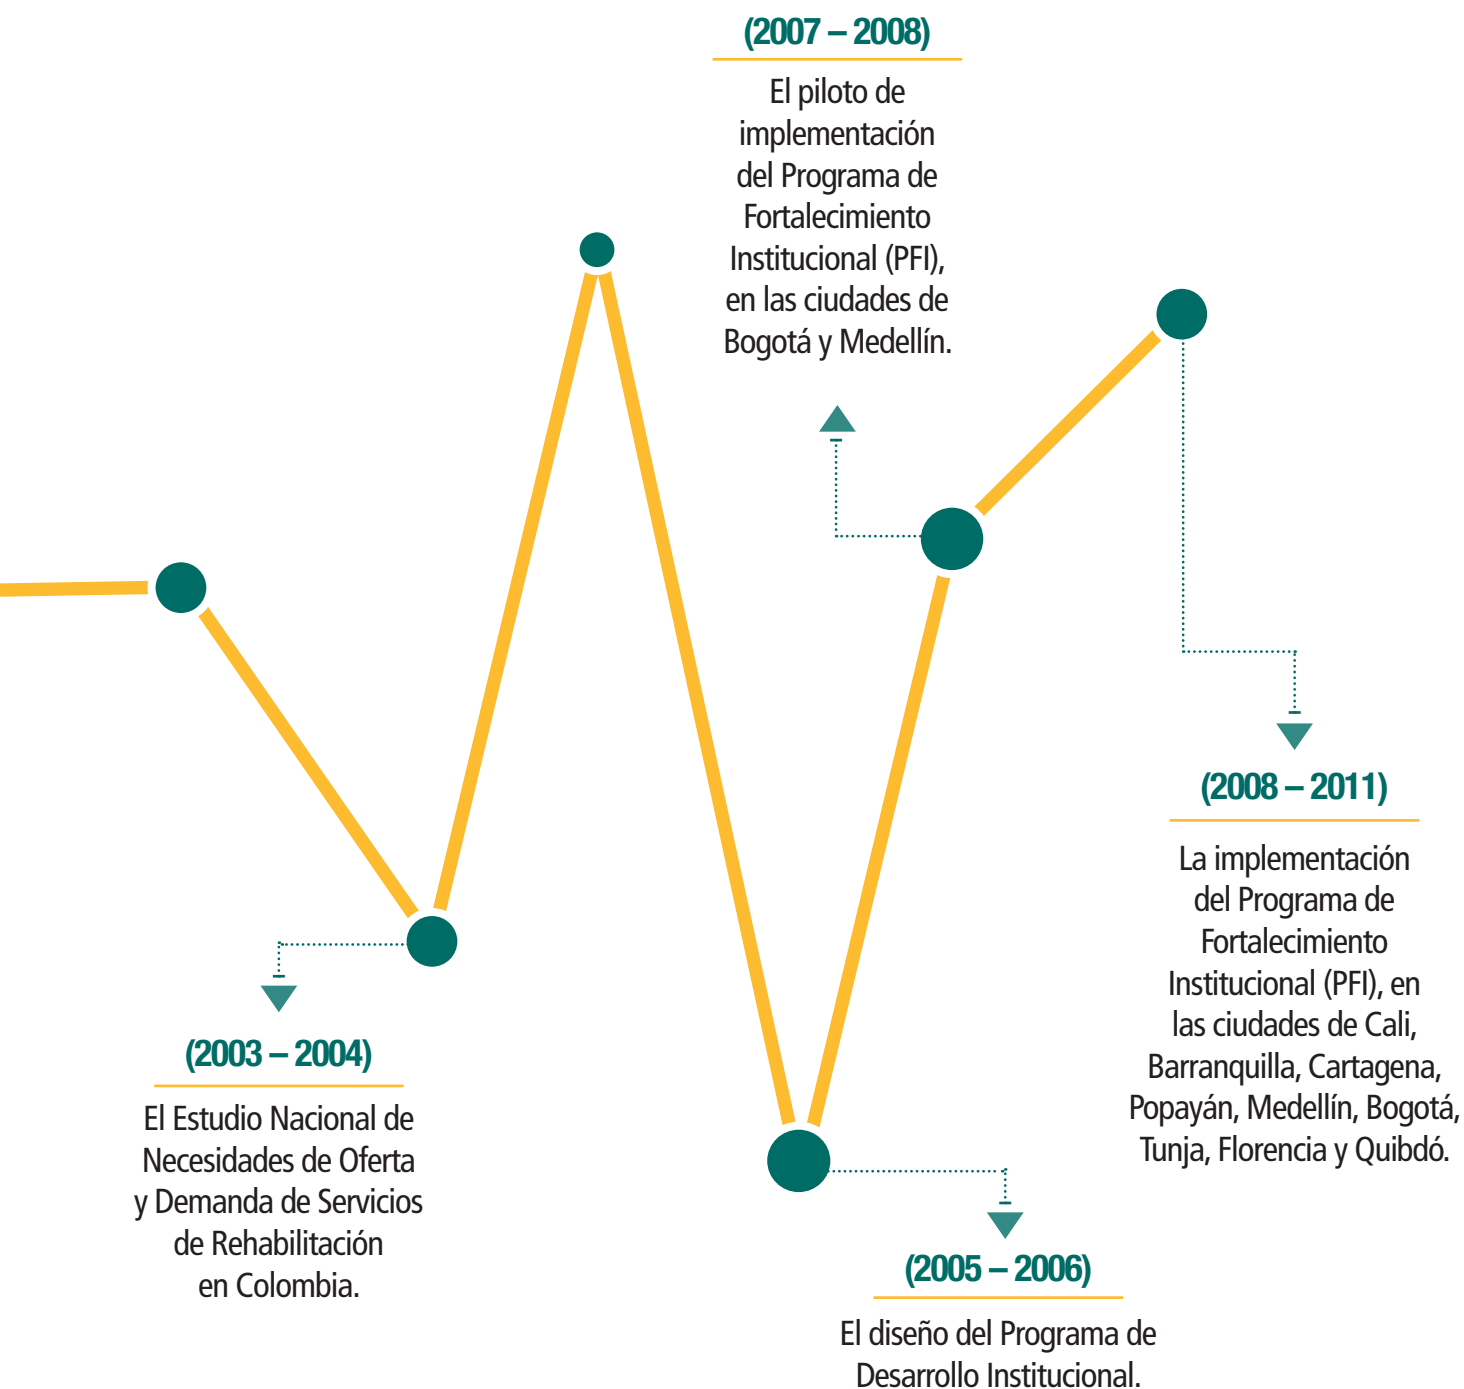 (2007 – 2008)
El piloto de
implementación
del Programa de
Fortalecimiento
Institucional (PFI),
en las ciudades de
Bogotá y Medellín.
(2008 – 2011)
La implementación
del Programa de
Fortalecimiento
Institucional (PFI), en
las ciudades de Cali,
Barranquilla, Cartagena,
Popayán, Medellín, Bogotá,
Tunja, Florencia y Quibdó.
(2003 – 2004)
El Estudio Nacional de
Necesidades de Oferta
y Demanda de Servicios
de Rehabilitación
en Colombia.
(2005 – 2006)
El diseño del Programa de
Desarrollo Institucional.